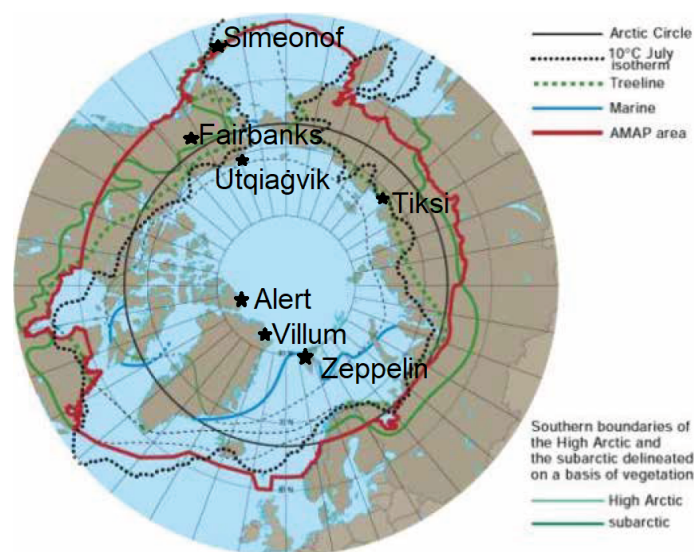 Simeonof
Fairbanks
Utqiaġvik
Tiksi
Alert
Villum
Zeppelin
Arctic Circle
10°C July
isotherm
Treeline
Marine
AMAP area
Southern boundaries of
the High Arctic and
the subarctic delineated
on a basis of vegetation
High Arctic
subarctic